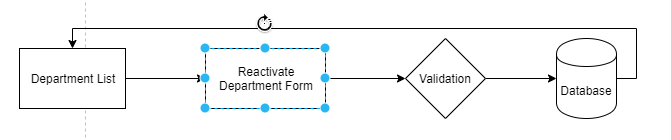 Department List
Reactivate
Department Form
Validation
Database